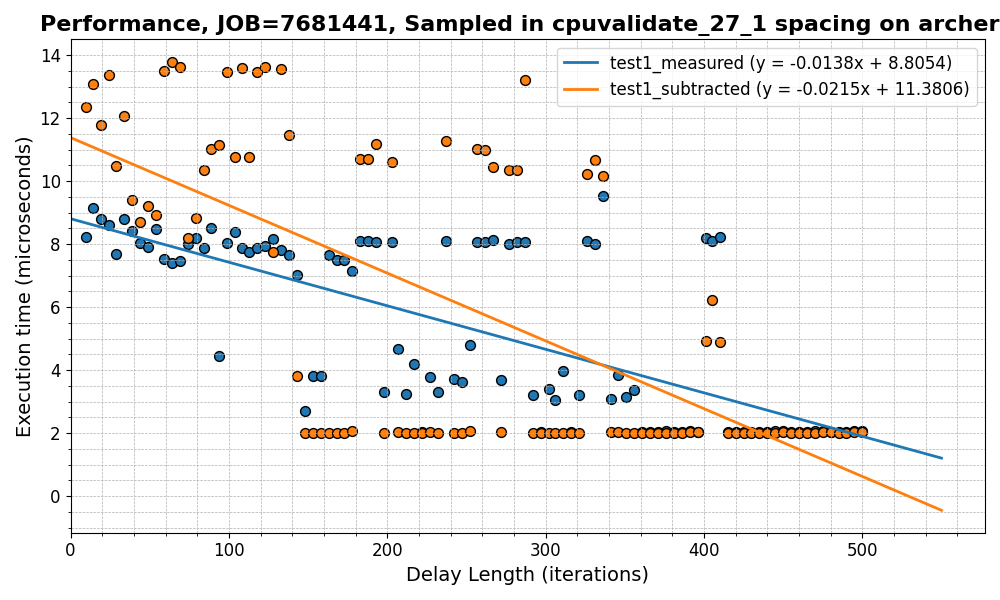 Performance, JOB=7681441, Sampled in cpuvalidate_27_1 spacing on archer
test1_measured (y = -0.0138x + 8.8054)
test1_subtracted (y = -0.0215x + 11.3806)
Execution time (microseconds)
14
12
10
8
6
4
2
0
0 100 200 300 400 500
Delay Length (iterations)